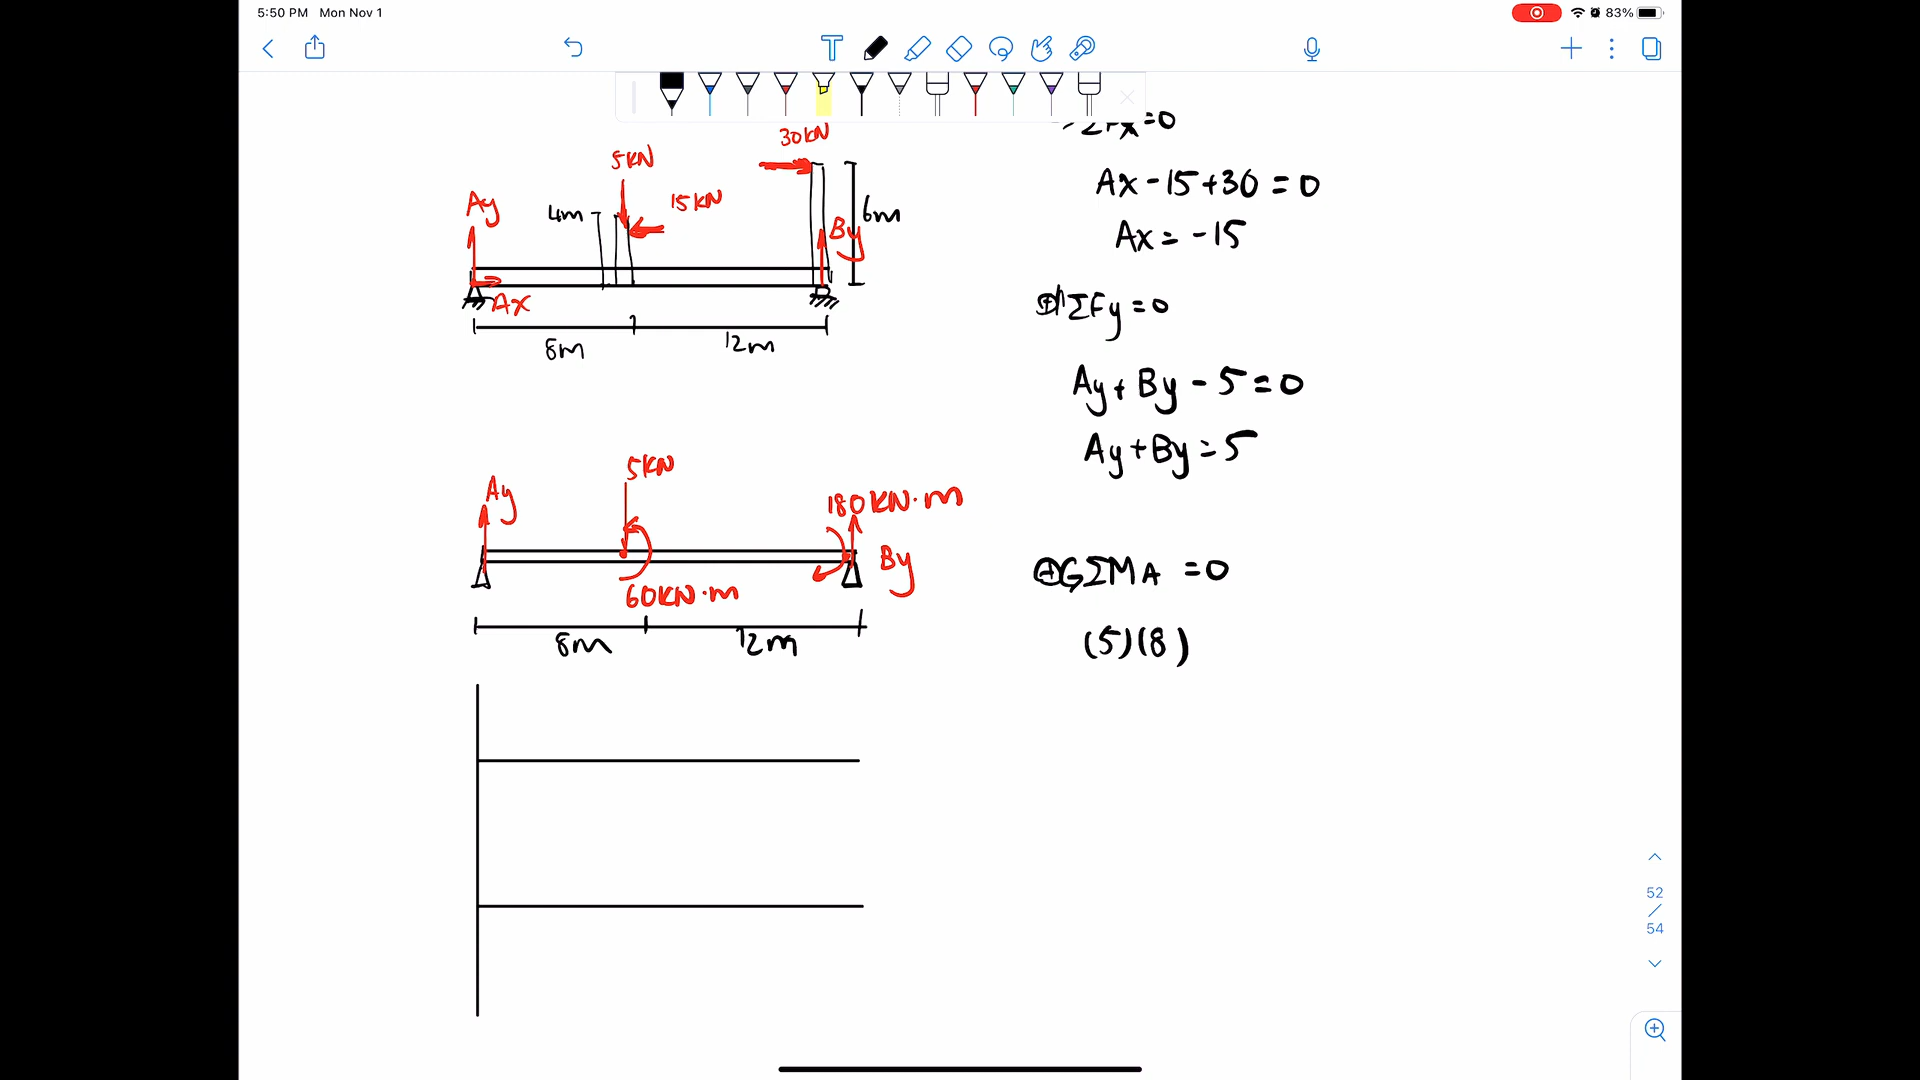 5:50 PM Mon Nov 1
83%
30KN
5KN
15KN
Ay
4m
6m
By
Ax
8m
12m
5KN
Ay
180KN·m
By
60KN·m
8m
12m
ΣFx=0
Ax-15+30=0
Ax=-15
ΣFy=0
Ay+By-5=0
Ay+By=5
ΣMA=0
(5)(8)
52
/
54